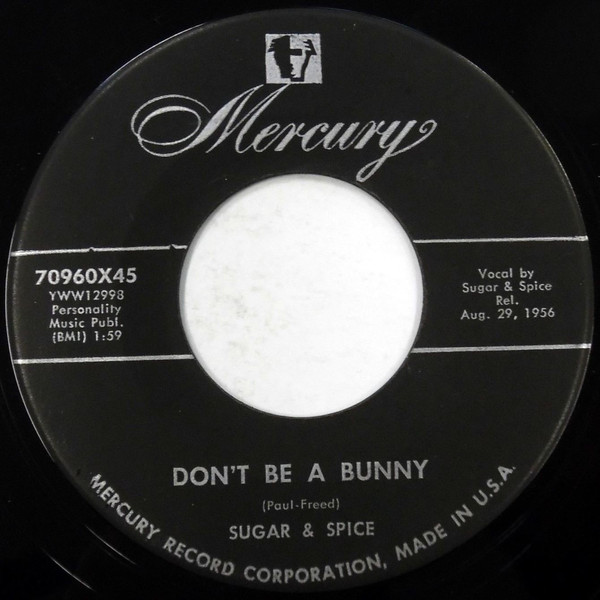 Mercury
70960X45
YWW12998
Personality
Music Publ.
(BMI) 1:59
Vocal by
Sugar & Spice
Rel.
Aug. 29, 1956
DON'T BE A BUNNY
(Paul-Freed)
SUGAR & SPICE
MERCURY RECORD CORPORATION, MADE IN U.S.A.